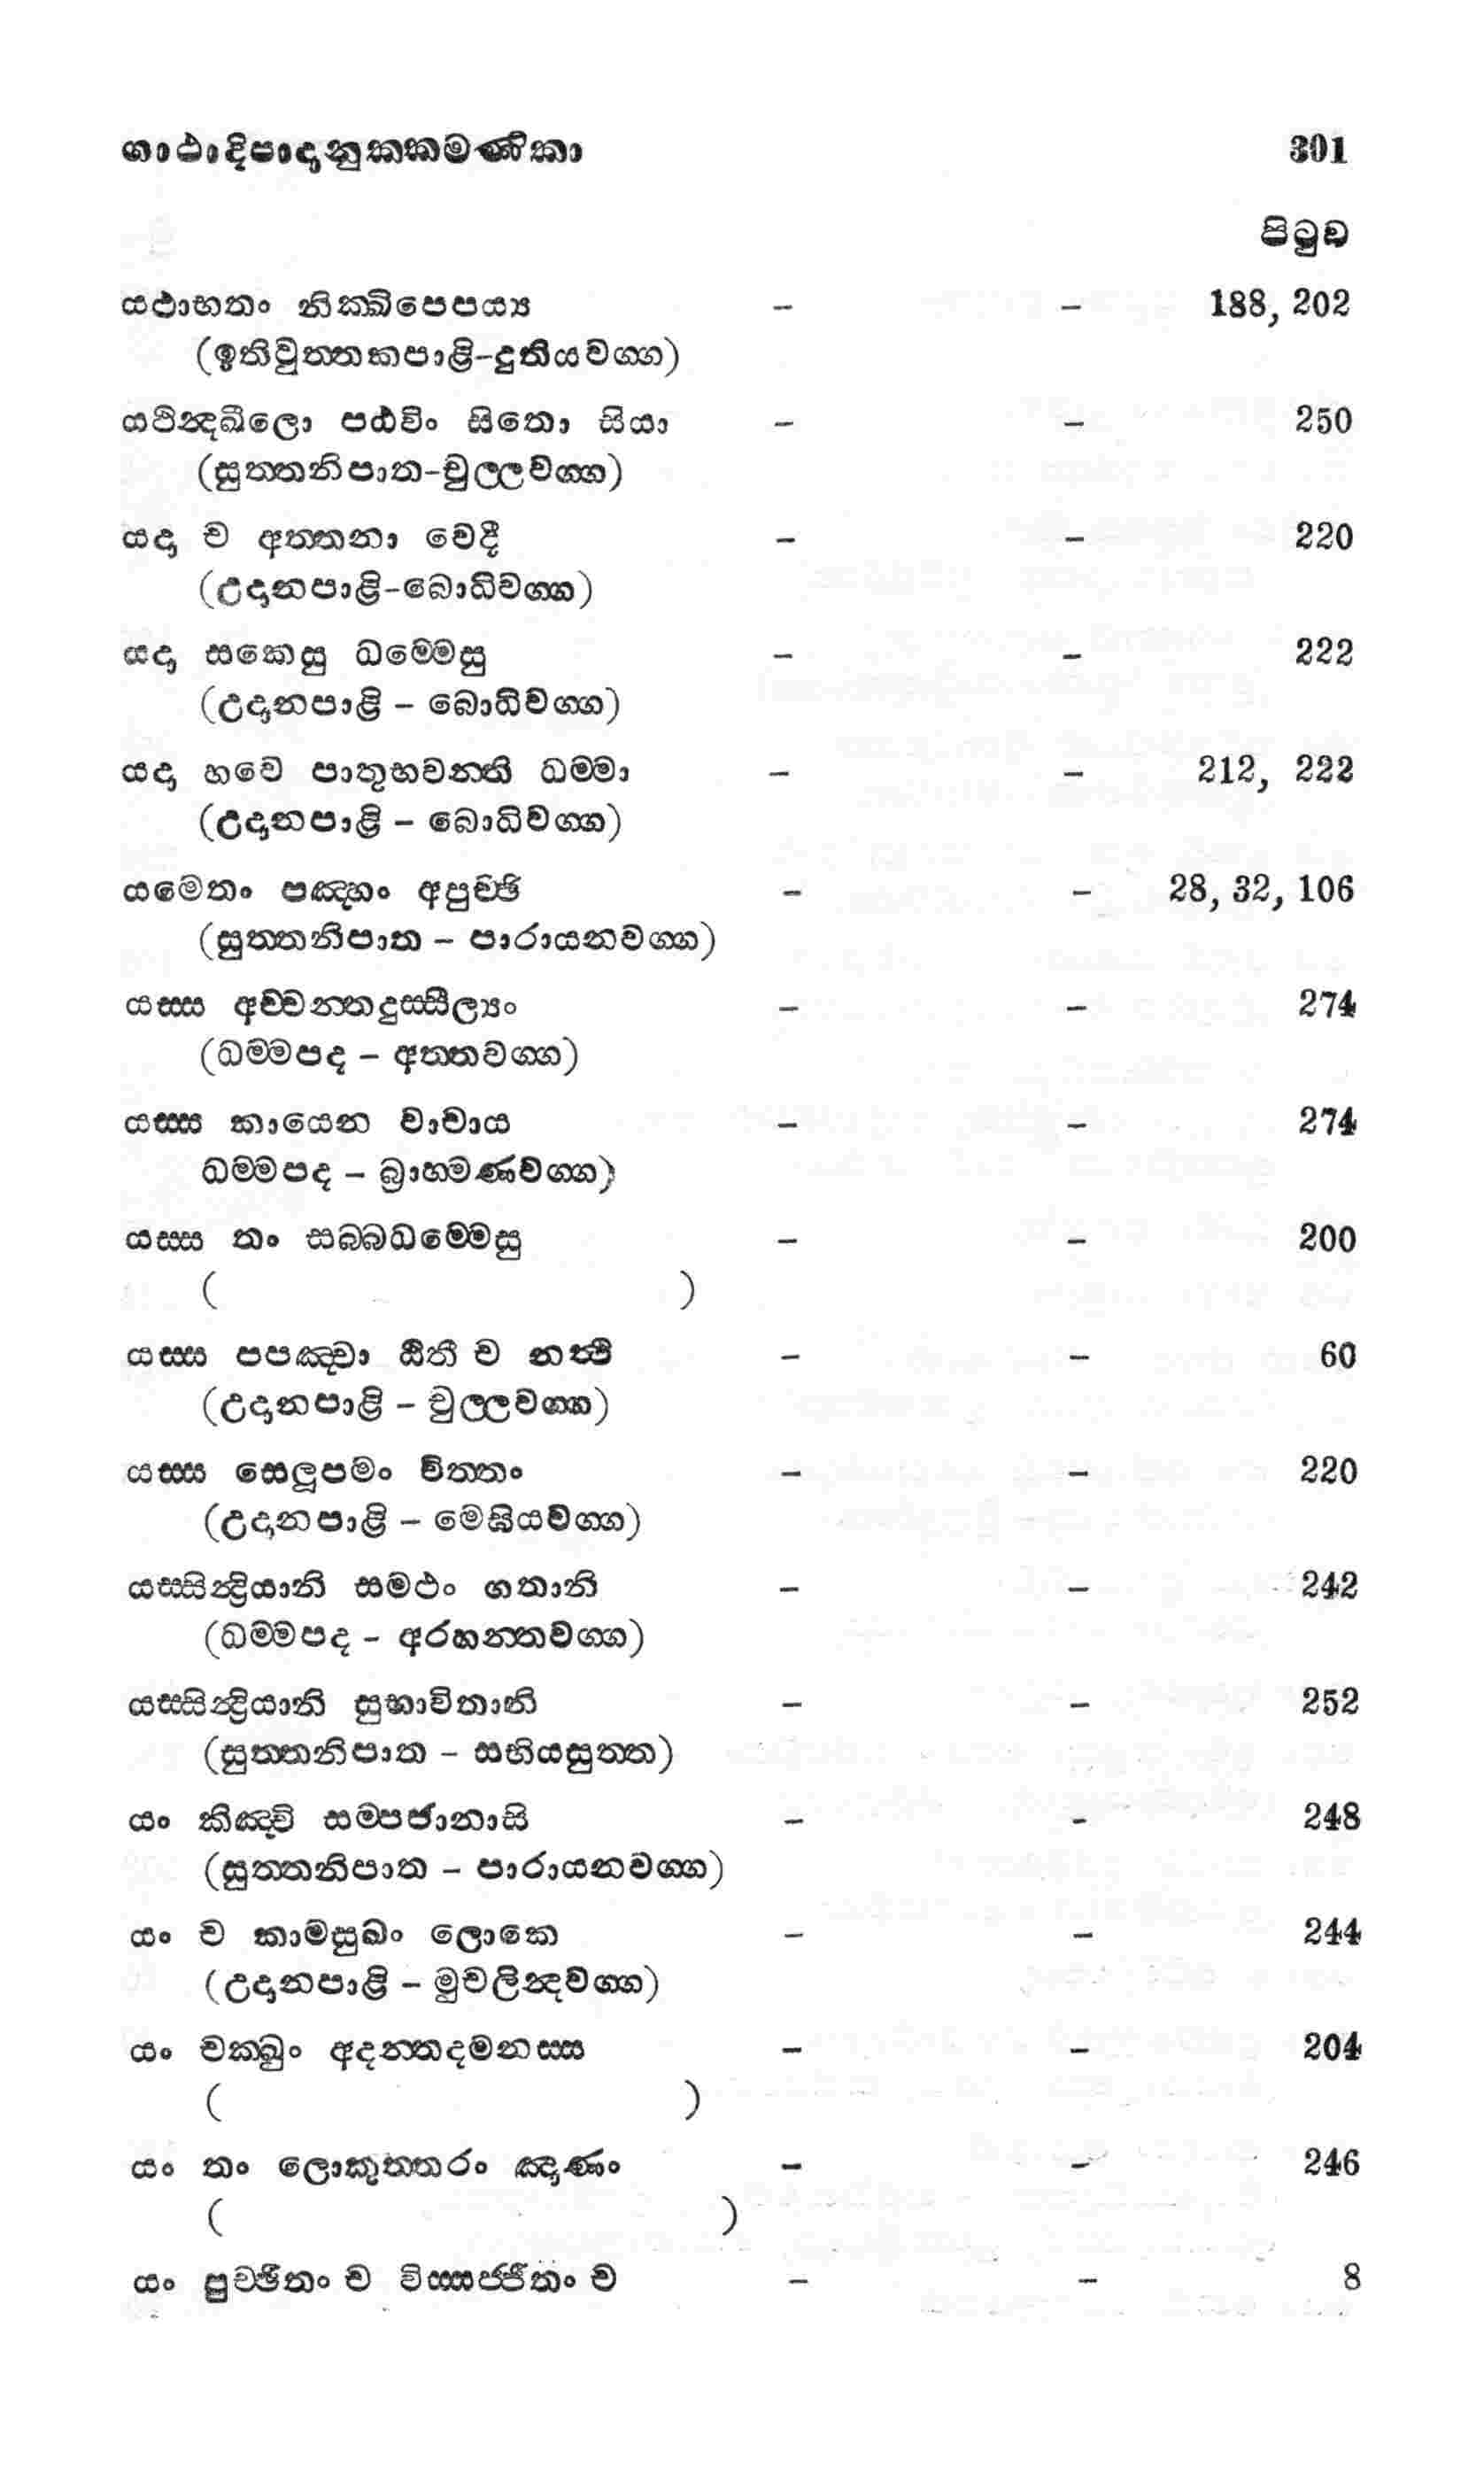 ගාථාදිපාදානුක්කමණිකා 301
පිටුව
යථාභතං නික්ඛිපෙය්‍ය - - 188, 202
(ඉතිවුත්තකපාළි-දුතියවග්ග)
යථින්ඳඛීලො පඨවිං සිතො සියා - - 250
(සුත්තනිපාත-චුල්ලවග්ග)
යදා ච අත්තනා වෙදී - - 220
(උදානපාළි-බොධිවග්ග)
යදා සකෙසු ධම්මෙසු - - 222
(උදානපාළි - බොධිවග්ග)
යදා හවෙ පාතුභවන්ති ධම්මා - - 212, 222
(උදානපාළි - බොධිවග්ග)
යමෙතං පඤ්හං අපුච්ඡි - - 28, 32, 106
(සුත්තනිපාත - පාරායනවග්ග)
යස්ස අච්චන්තදුස්සීල්‍යං - - 274
(ධම්මපද - අත්තවග්ග)
යස්ස කායෙන වාචාය - - 274
ධම්මපද - බ්‍රාහ්මණවග්ග)
යස්ස තං සබ්බධම්මෙසු - - 200
( )
යස්ස පපඤ්චා ඨිතී ච නත්ථි - - 60
(උදානපාළි - චුල්ලවග්ග)
යස්ස සෙලූපමං චිත්තං - - 220
(උදානපාළි - මෙඝියවග්ග)
යස්සින්ද්‍රියානි සමථං ගතානි - - 242
(ධම්මපද - අරහන්තවග්ග)
යස්සින්ද්‍රියානි සුභාවිතානි - - 252
(සුත්තනිපාත - සභියසුත්ත)
යං කිඤ්චි සම්පජානාසි - - 248
(සුත්තනිපාත - පාරායනවග්ග)
යං ච කාමසුඛං ලොකෙ - - 244
(උදානපාළි - මුචලින්දවග්ග)
යං චක්ඛුං අදන්තදමනස්ස - - 204
( )
යං තං ලොකුත්තරං ඤාණං - - 246
( )
යං පුච්ඡිතං ච විස්සජ්ජිතං ච - - 8